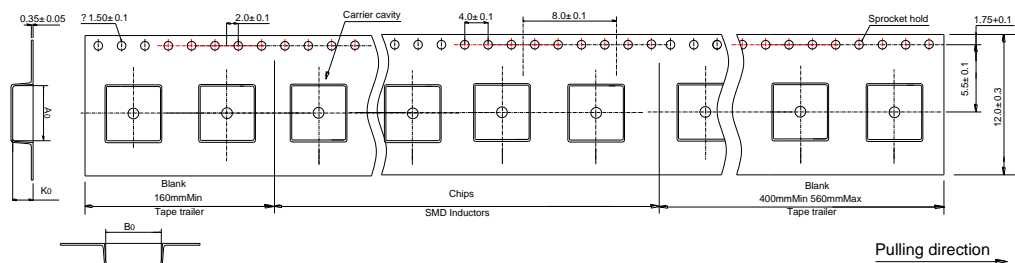 0.35±0.05
? 1.50±0.1
2.0±0.1
Carrier cavity
4.0±0.1
8.0±0.1
Sprocket hold
1.75+0.1
5.5±0.1
12.0±0.3
A0
K0
Blank
160mmMin
Tape trailer
Chips
SMD Inductors
Blank
400mmMin 560mmMax
Tape trailer
B0
Pulling direction